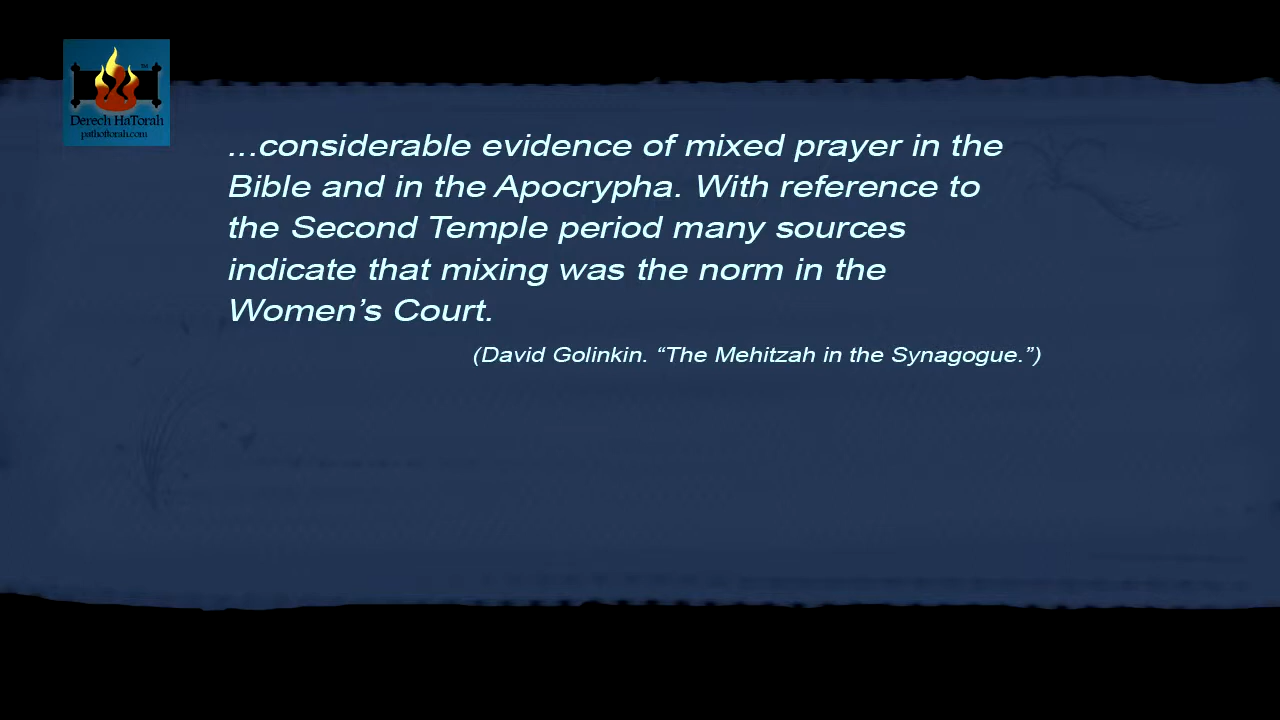 TM
Derech HaTorah
pathoftorah.com
...considerable evidence of mixed prayer in the
Bible and in the Apocrypha. With reference to
the Second Temple period many sources
indicate that mixing was the norm in the
Women’s Court.
(David Golinkin. “The Mehitzah in the Synagogue.”)